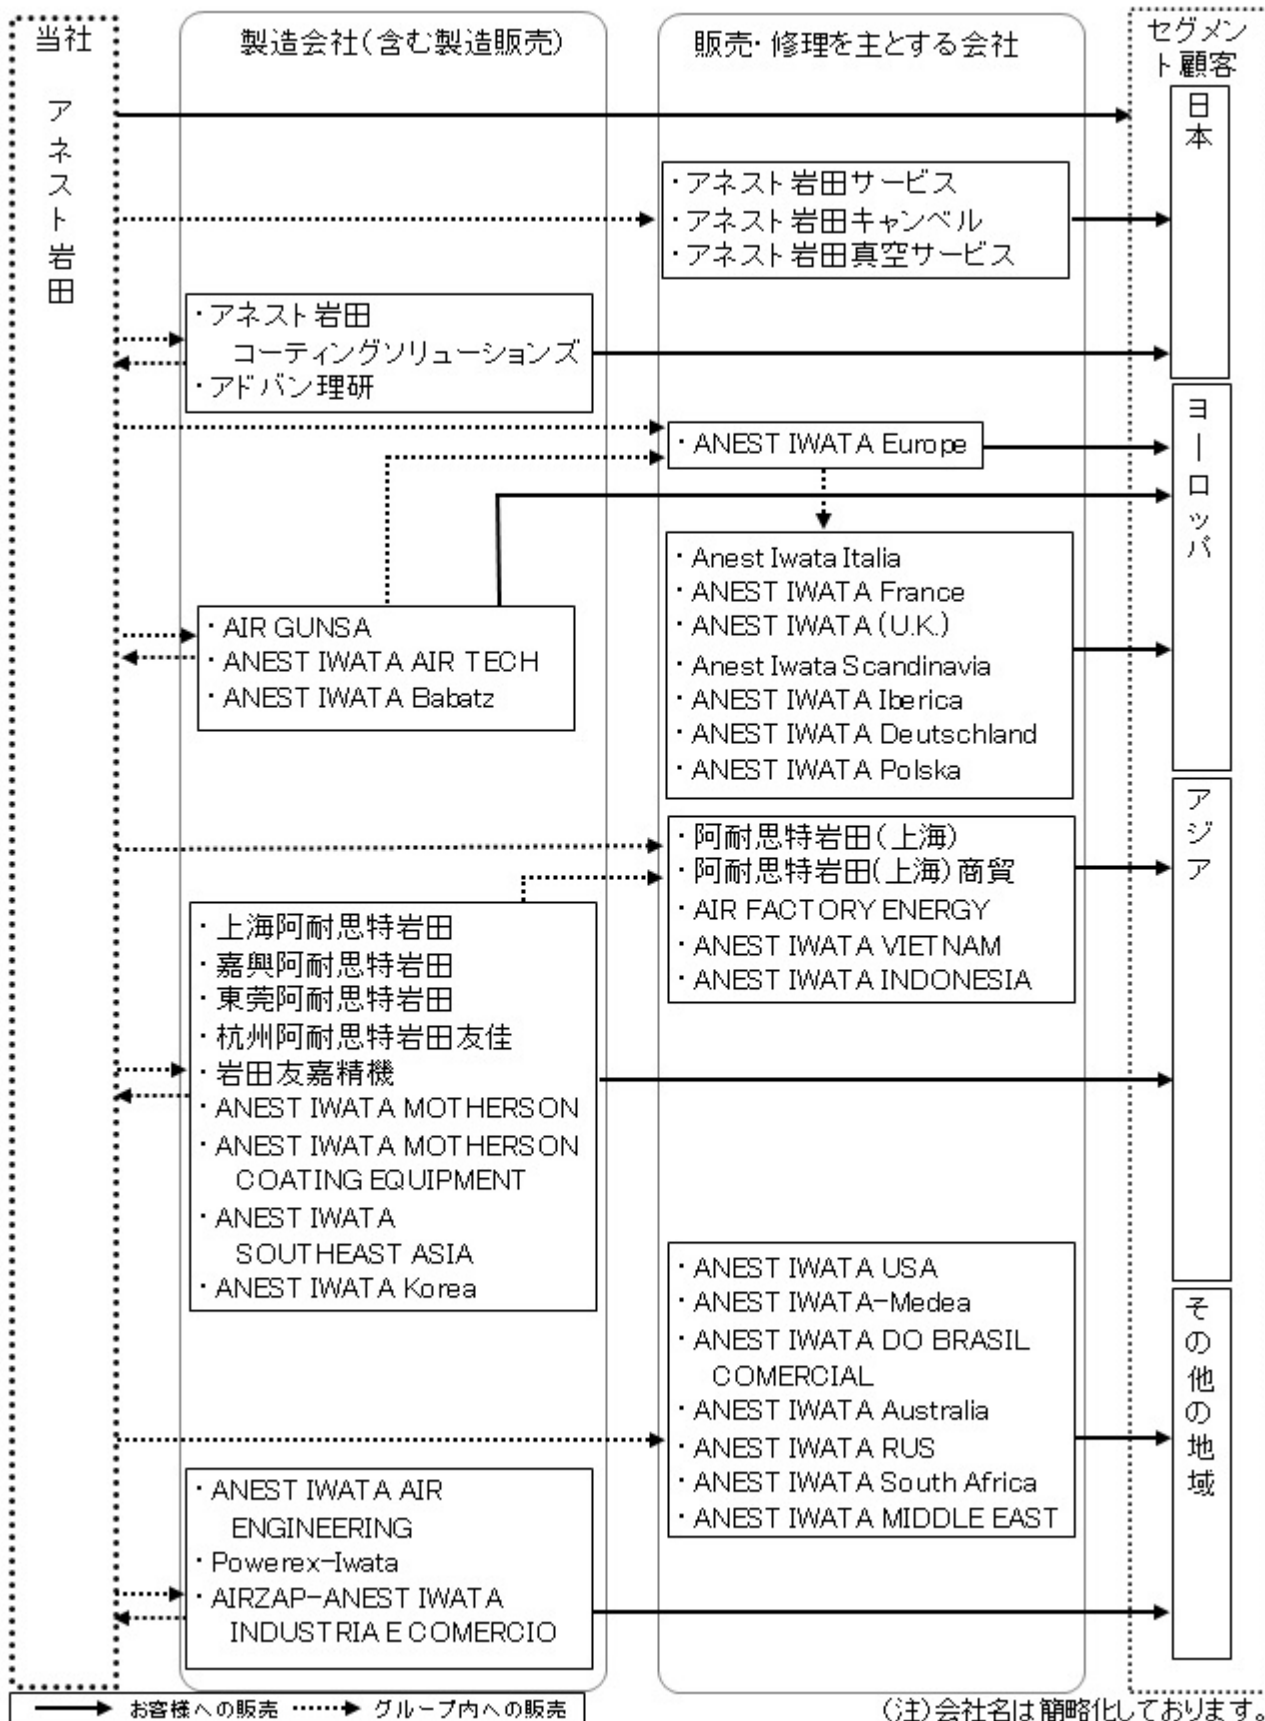 当社
アネスト岩田
製造会社(含む製造販売)
販売・修理を主とする会社
セグメン
ト顧客
日本
・アネスト岩田サービス
・アネスト岩田キャンベル
・アネスト岩田真空サービス
・アネスト岩田
コーティングソリューションズ
・アドバン理研
ヨーロッパ
・ANEST IWATA Europe
・Anest Iwata Italia
・ANEST IWATA France
・ANEST IWATA (U.K.)
・Anest Iwata Scandinavia
・ANEST IWATA Iberica
・ANEST IWATA Deutschland
・ANEST IWATA Polska
・AIR GUNSA
・ANEST IWATA AIR TECH
・ANEST IWATA Babatz
アジア
・阿耐思特岩田(上海)
・阿耐思特岩田(上海)商貿
・AIR FACTORY ENERGY
・ANEST IWATA VIETNAM
・ANEST IWATA INDONESIA
・上海阿耐思特岩田
・嘉興阿耐思特岩田
・東莞阿耐思特岩田
・杭州阿耐思特岩田友佳
・岩田友嘉精機
・ANEST IWATA MOTHERSON
・ANEST IWATA MOTHERSON
COATING EQUIPMENT
・ANEST IWATA
SOUTHEAST ASIA
・ANEST IWATA Korea
その他の地域
・ANEST IWATA USA
・ANEST IWATA-Medea
・ANEST IWATA DO BRASIL
COMERCIAL
・ANEST IWATA Australia
・ANEST IWATA RUS
・ANEST IWATA South Africa
・ANEST IWATA MIDDLE EAST
・ANEST IWATA AIR
ENGINEERING
・Powerex-Iwata
・AIRZAP-ANEST IWATA
INDUSTRIA E COMERCIO
お客様への販売
グループ内への販売
(注)会社名は簡略化しております。